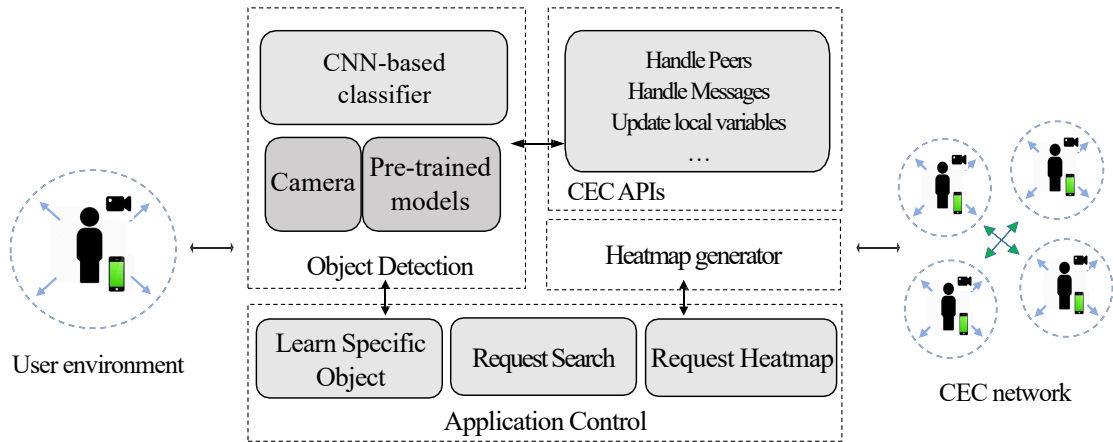 CNN-based
classifier
Camera
Pre-trained
models
Object Detection
Handle Peers
Handle Messages
Update local variables
…
CEC APIs
Heatmap generator
User environment
Learn Specific
Object
Request Search
Request Heatmap
Application Control
CEC network